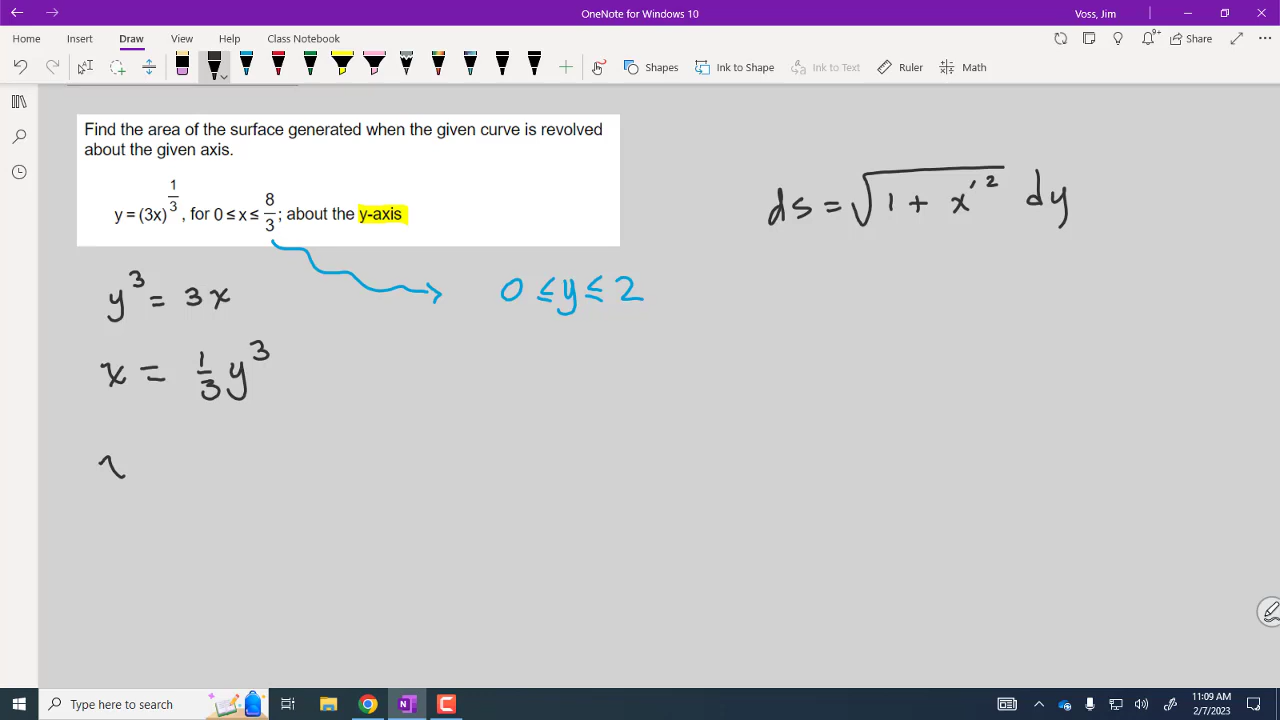 OneNote for Windows 10
Voss, Jim
Home Insert Draw View Help Class Notebook
Share
Shapes Ink to Shape Ink to Text Ruler Math
Find the area of the surface generated when the given curve is revolved
about the given axis.
y = (3x)^(1/3), for 0 ≤ x ≤ 8/3; about the y-axis
ds = √(1 + x'²) dy
y³ = 3x
0 ≤ y ≤ 2
x = 1/3 y³
Type here to search
11:09 AM
2/7/2023